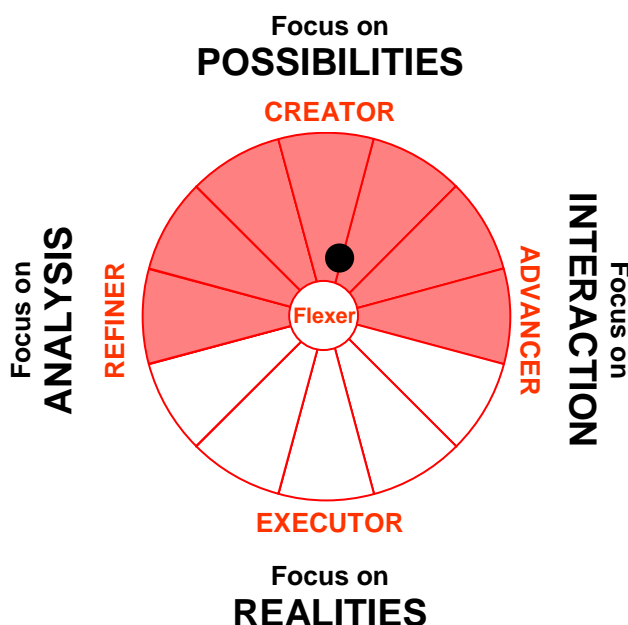 Focus on
POSSIBILITIES
CREATOR
Focus on
ANALYSIS
REFINER
Flexer
ADVANCER
INTERACTION
Focus on
EXECUTOR
Focus on
REALITIES